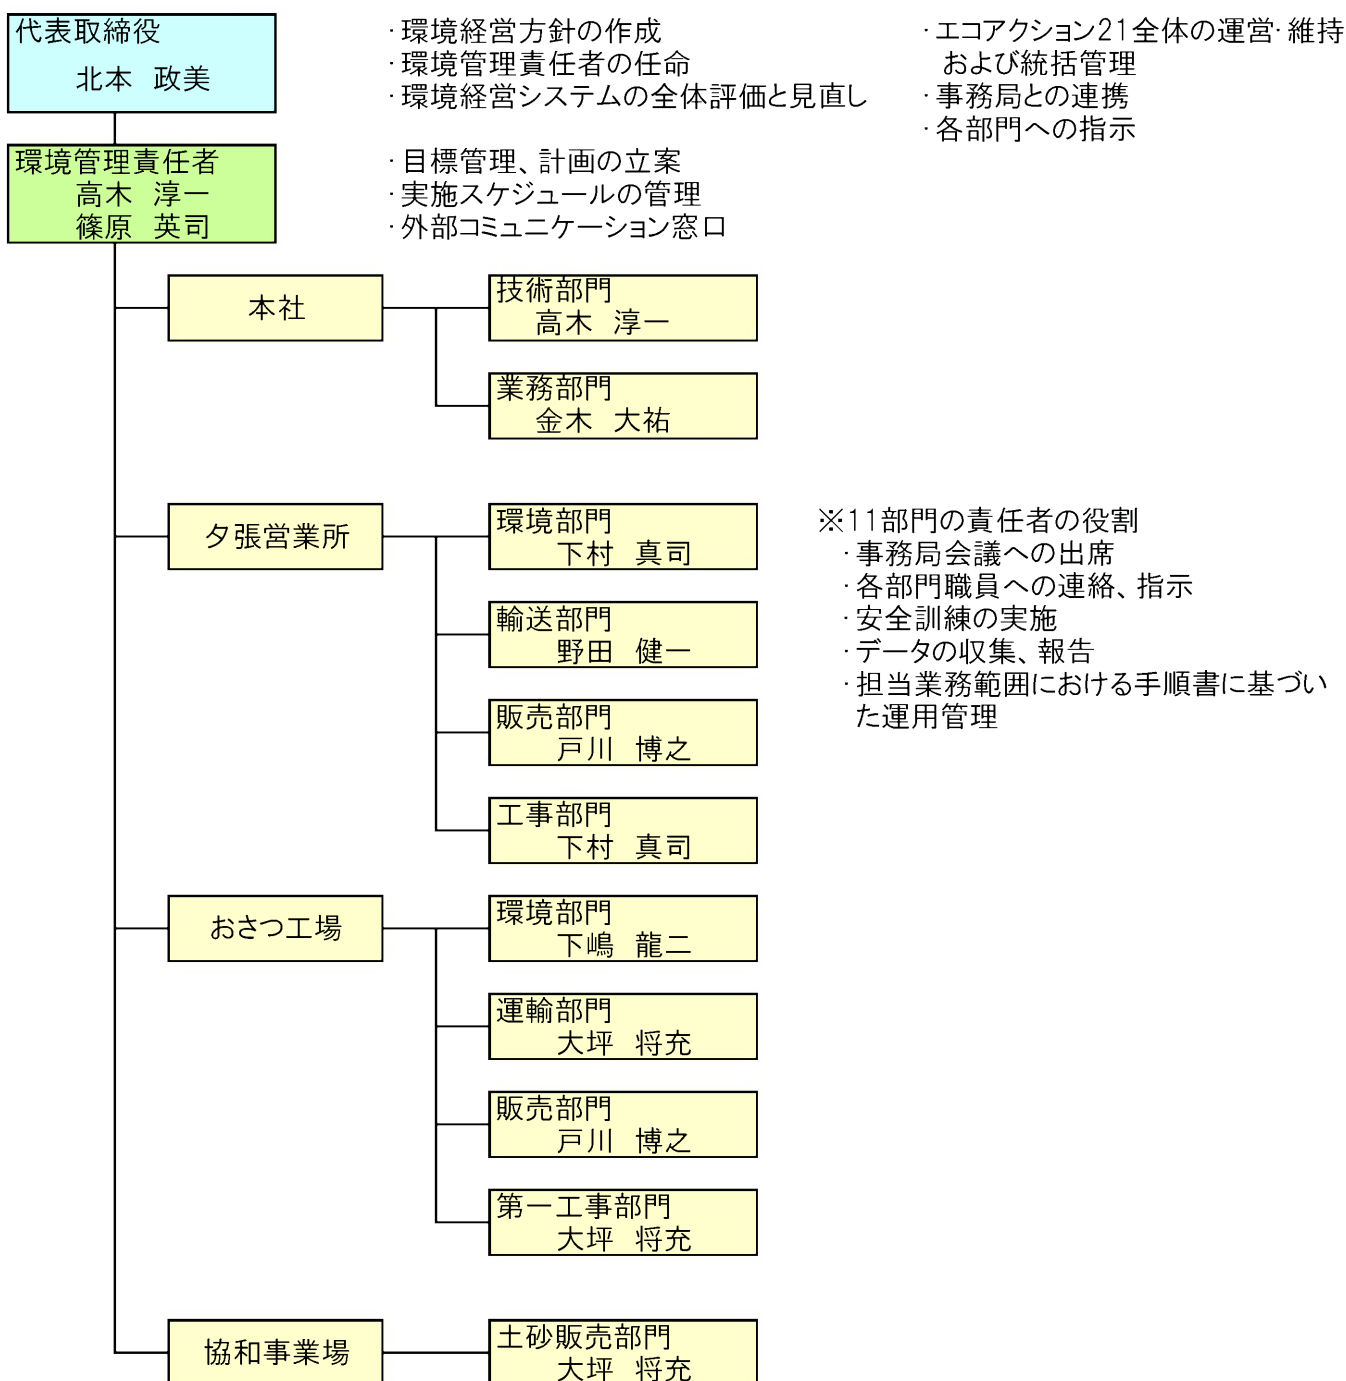 代表取締役
北本 政美
・環境経営方針の作成
・環境管理責任者の任命
・環境経営システムの全体評価と見直し
・エコアクション21全体の運営・維持
および統括管理
・事務局との連携
・各部門への指示
環境管理責任者
高木 淳一
篠原 英司
・目標管理、計画の立案
・実施スケジュールの管理
・外部コミュニケーション窓口
本社
技術部門
高木 淳一
業務部門
金木 大祐
夕張営業所
環境部門
下村 真司
輸送部門
野田 健一
販売部門
戸川 博之
工事部門
下村 真司
※11部門の責任者の役割
・事務局会議への出席
・各部門職員への連絡、指示
・安全訓練の実施
・データの収集、報告
・担当業務範囲における手順書に基づい
た運用管理
おさつ工場
環境部門
下嶋 龍二
運輸部門
大坪 将充
販売部門
戸川 博之
第一工事部門
大坪 将充
協和事業場
土砂販売部門
大坪 将充